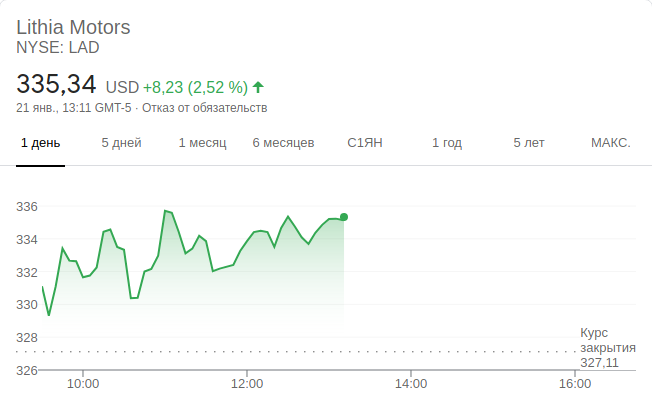 Lithia Motors
NYSE: LAD
335,34 USD +8,23 (2,52 %)
21 янв., 13:11 GMT-5 · Отказ от обязательств
1 день 5 дней 1 месяц 6 месяцев С1ЯН 1 год 5 лет МАКС.
336
334
332
330
328
326
Курс
закрытия
327,11
10:00 12:00 14:00 16:00